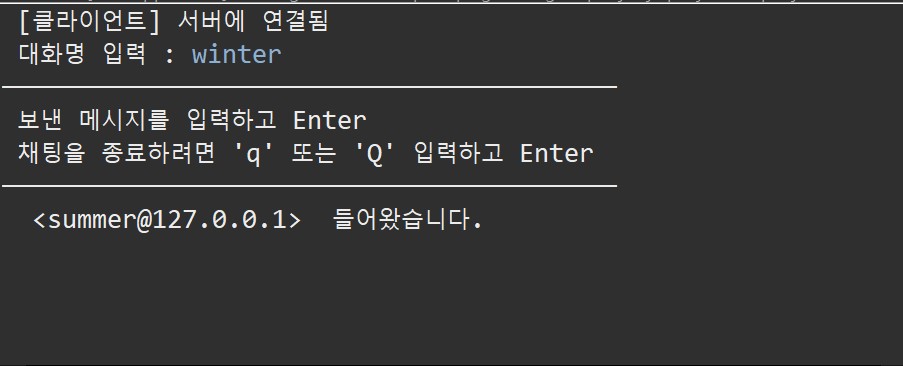 [클라이언트] 서버에 연결됨
대화명 입력 : winter
보낸 메시지를 입력하고 Enter
채팅을 종료하려면 'q' 또는 'Q' 입력하고 Enter
<summer@127.0.0.1> 들어왔습니다.